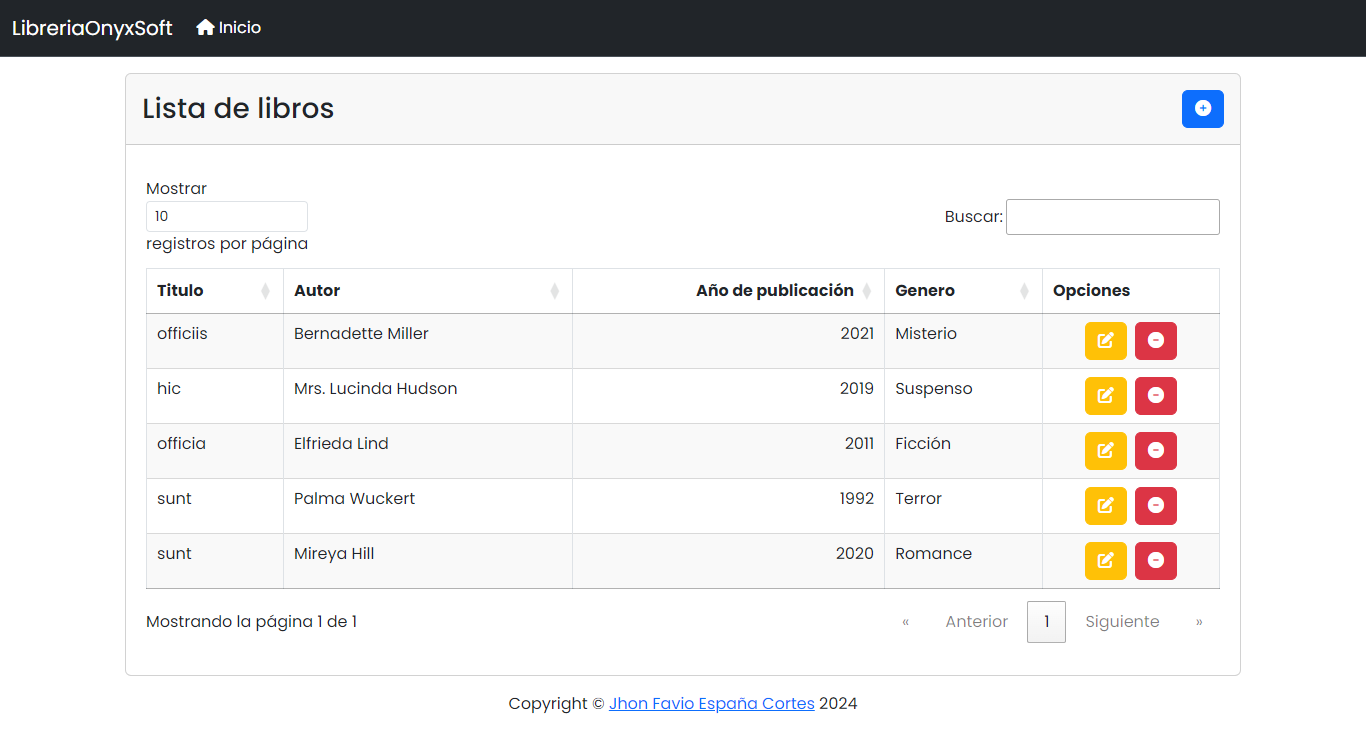 LibreriaOnyxSoft Inicio
Lista de libros
Mostrar
10
registros por página
Buscar:
Titulo Autor Año de publicación Genero Opciones
officiis Bernadette Miller 2021 Misterio
hic Mrs. Lucinda Hudson 2019 Suspenso
officia Elfrieda Lind 2011 Ficción
sunt Palma Wuckert 1992 Terror
sunt Mireya Hill 2020 Romance
Mostrando la página 1 de 1 « Anterior 1 Siguiente »
Copyright © Jhon Favio España Cortes 2024